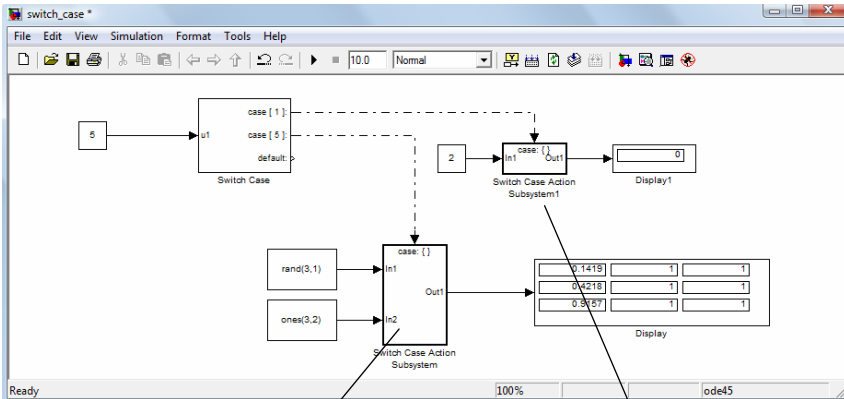 switch_case *
File Edit View Simulation Format Tools Help
10.0 Normal
case [ 1 ]:
5
u1
case [ 5 ]:
default:
Switch Case
2
case: { }
In1
Out1
0
Switch Case Action
Subsystem1
Display1
case: { }
rand(3,1)
In1
Out1
ones(3,2)
In2
Switch Case Action
Subsystem
0.1419 1 1
0.4218 1 1
0.9157 1 1
Display
Ready 100% ode45